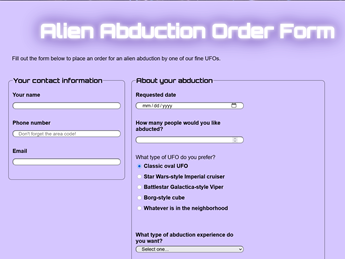 Alien Abduction Order Form
Fill out the form below to place an order for an alien abduction by one of our fine UFOs.
Your contact information
Your name
Phone number
Don't forget the area code!
Email
About your abduction
Requested date
mm/dd/yyyy
How many people would you like
abducted?
What type of UFO do you prefer?
Classic oval UFO
Star Wars-style Imperial cruiser
Battlestar Galactica-style Viper
Borg-style cube
Whatever is in the neighborhood
What type of abduction experience do
you want?
Select one...